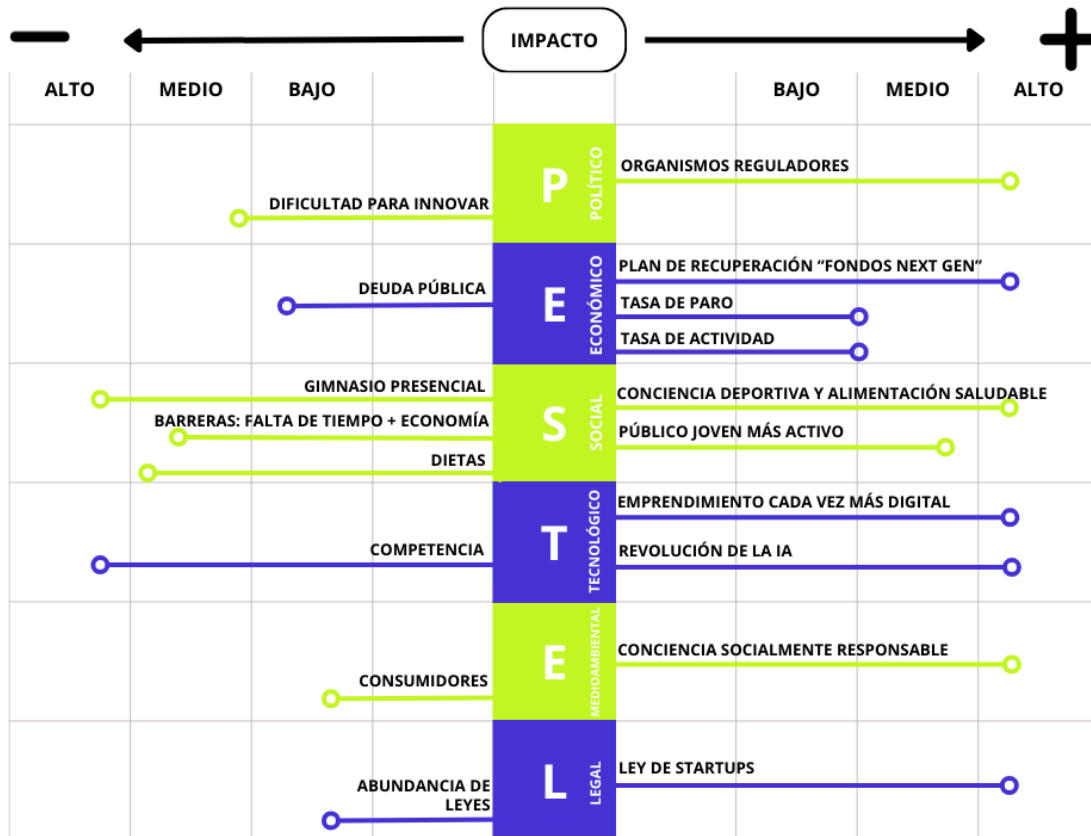 IMPACTO
ALTO
MEDIO
BAJO
BAJO
MEDIO
ALTO
P
POLÍTICO
ORGANISMOS REGULADORES
DIFICULTAD PARA INNOVAR
E
ECONÓMICO
PLAN DE RECUPERACIÓN “FONDOS NEXT GEN”
DEUDA PÚBLICA
TASA DE PARO
TASA DE ACTIVIDAD
S
SOCIAL
GIMNASIO PRESENCIAL
CONCIENCIA DEPORTIVA Y ALIMENTACIÓN SALUDABLE
BARRERAS: FALTA DE TIEMPO + ECONOMÍA
PÚBLICO JOVEN MÁS ACTIVO
DIETAS
T
TECNOLÓGICO
EMPRENDIMIENTO CADA VEZ MÁS DIGITAL
COMPETENCIA
REVOLUCIÓN DE LA IA
E
MEDIOAMBIENTAL
CONCIENCIA SOCIALMENTE RESPONSABLE
CONSUMIDORES
L
LEGAL
LEY DE STARTUPS
ABUNDANCIA DE
LEYES